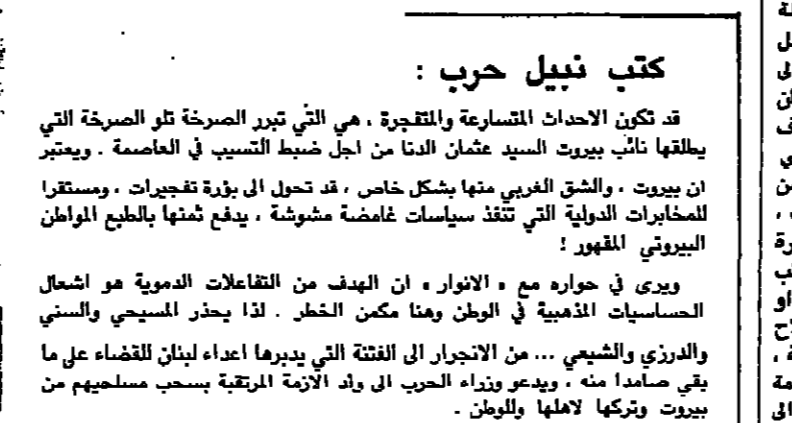 كتب نبيل حرب :
قد تكون الاحداث المتسارعة والمتفجرة ، هي التي تبرر الصرخة تلو الصرخة التي
يطلقها نائب بيروت السيد عثمان الدنا من اجل ضبط التسيب في العاصمة . ويعتبر
ان بيروت ، والشق الغربي منها بشكل خاص ، قد تحول الى بؤرة تفجيرات ، ومستقرا
للمخابرات الدولية التي تنفذ سياسات غامضة مشوشة ، يدفع ثمنها بالطبع المواطن
البيروتي المقهور !
ويرى في حواره مع « الانوار » ان الهدف من التفاعلات الدموية هو اشعال
الحساسيات المذهبية في الوطن وهنا مكمن الخطر . لذا يحذر المسيحي والسني
والدرزي والشيعي ... من الانجرار الى الفتنة التي يدبرها اعداء لبنان للقضاء على ما
بقي صامدا منه ، ويدعو وزراء الحرب الى ولد الازمة المرتقبة بسحب مسلحيهم من
بيروت وتركها لاهلها وللوطن .